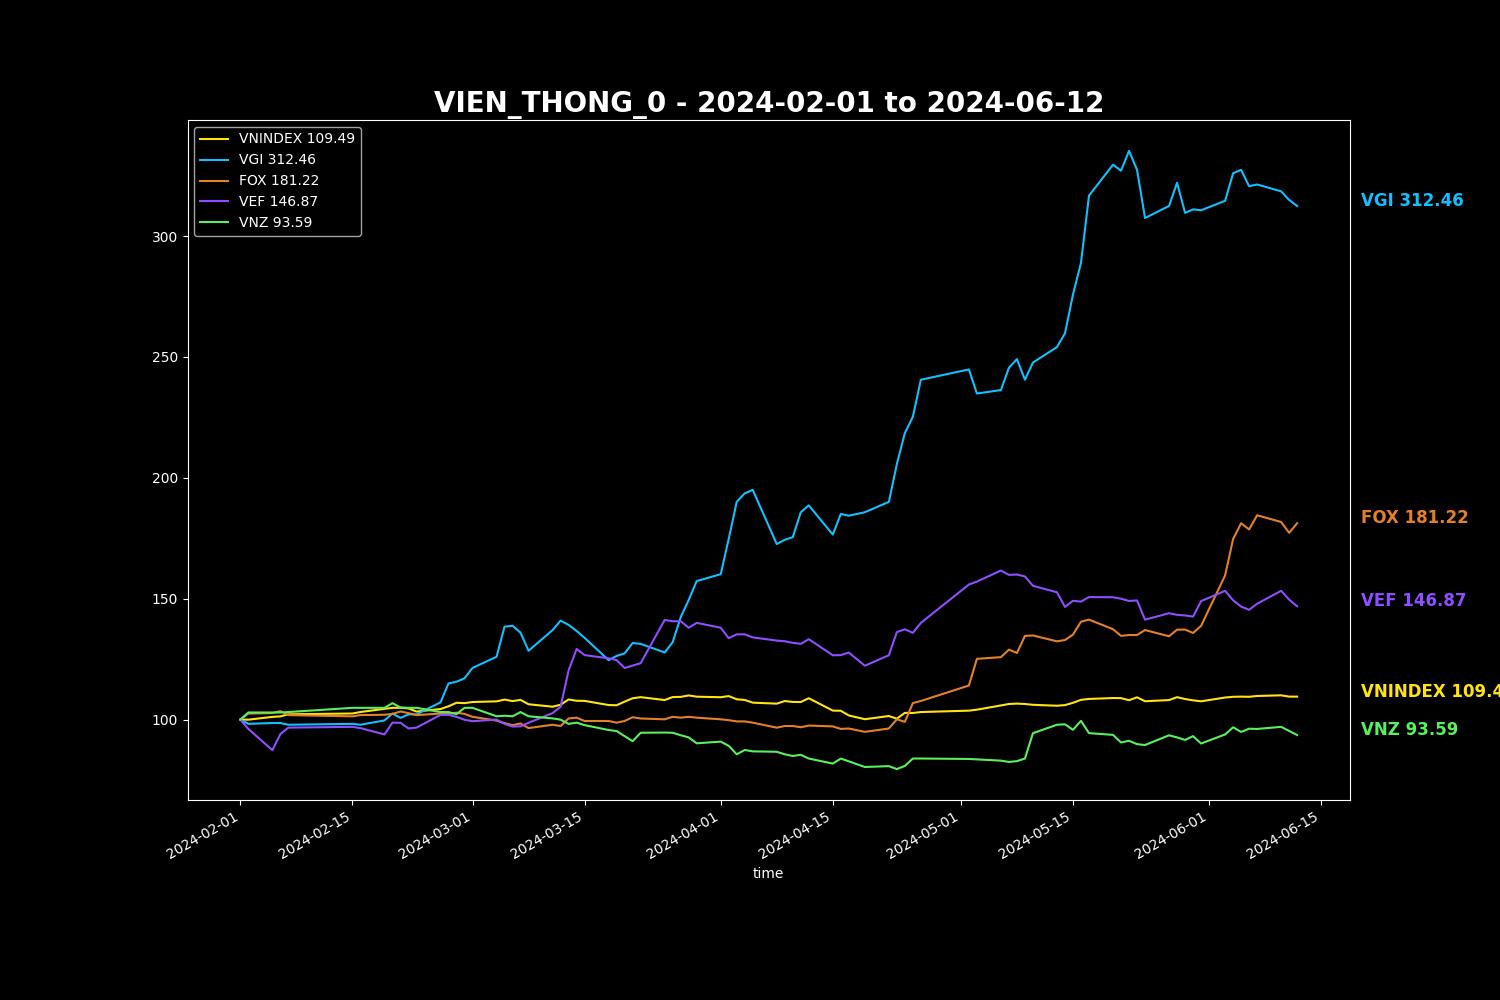 VIEN_THONG_0 - 2024-02-01 to 2024-06-12
VNINDEX 109.49
VGI 312.46
FOX 181.22
VEF 146.87
VNZ 93.59
300
250
200
150
100
VGI 312.46
FOX 181.22
VEF 146.87
VNINDEX 109.4
VNZ 93.59
2024-02-01
2024-02-15
2024-03-01
2024-03-15
2024-04-01
2024-04-15
2024-05-01
2024-05-15
2024-06-01
2024-06-15
time